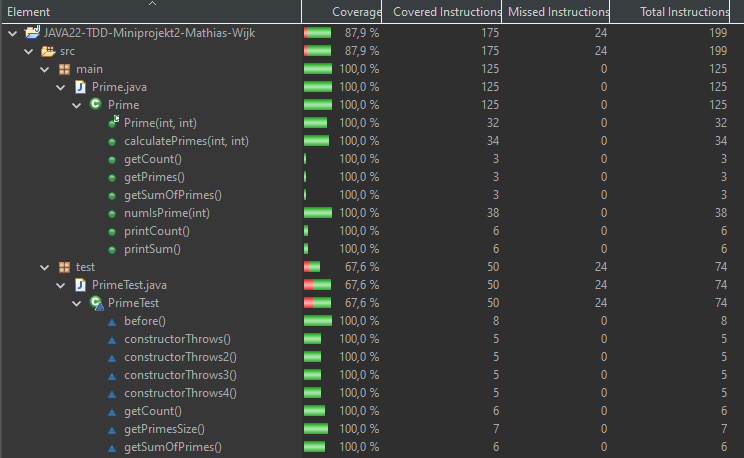 Element Coverage Covered Instructions Missed Instructions Total Instructions
JAVA22-TDD-Miniprojekt2-Mathias-Wijk 87,9 % 175 24 199
src 87,9 % 175 24 199
main 100,0 % 125 0 125
Prime.java 100,0 % 125 0 125
Prime 100,0 % 125 0 125
Prime(int, int) 100,0 % 32 0 32
calculatePrimes(int, int) 100,0 % 34 0 34
getCount() 100,0 % 3 0 3
getPrimes() 100,0 % 3 0 3
getSumOfPrimes() 100,0 % 3 0 3
numIsPrime(int) 100,0 % 38 0 38
printCount() 100,0 % 6 0 6
printSum() 100,0 % 6 0 6
test 67,6 % 50 24 74
PrimeTest.java 67,6 % 50 24 74
PrimeTest 67,6 % 50 24 74
before() 100,0 % 8 0 8
constructorThrows() 100,0 % 5 0 5
constructorThrows2() 100,0 % 5 0 5
constructorThrows3() 100,0 % 5 0 5
constructorThrows4() 100,0 % 5 0 5
getCount() 100,0 % 6 0 6
getPrimesSize() 100,0 % 7 0 7
getSumOfPrimes() 100,0 % 6 0 6